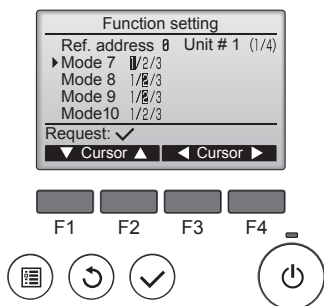 Function setting
Ref. address 0 Unit # 1 (1/4)
Mode 7 1/2/3
Mode 8 1/2/3
Mode 9 1/2/3
Mode10 1/2/3
Request: ✓
▼ Cursor ▲ ◀ Cursor ▶
F1 F2 F3 F4